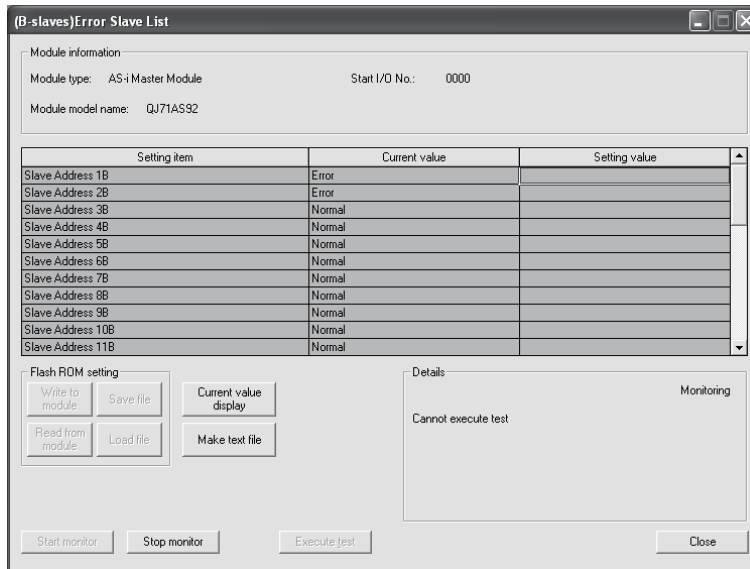 (B-slaves)Error Slave List
Module information
Module type: AS-i Master Module Start I/O No.: 0000
Module model name: QJ71AS92
Setting item Current value Setting value
Slave Address 1B Error
Slave Address 2B Error
Slave Address 3B Normal
Slave Address 4B Normal
Slave Address 5B Normal
Slave Address 6B Normal
Slave Address 7B Normal
Slave Address 8B Normal
Slave Address 9B Normal
Slave Address 10B Normal
Slave Address 11B Normal
Flash ROM setting
Write to
module
Save file
Current value
display
Read from
module
Load file
Make text file
Details
Monitoring
Cannot execute test
Start monitor Stop monitor Execute test Close